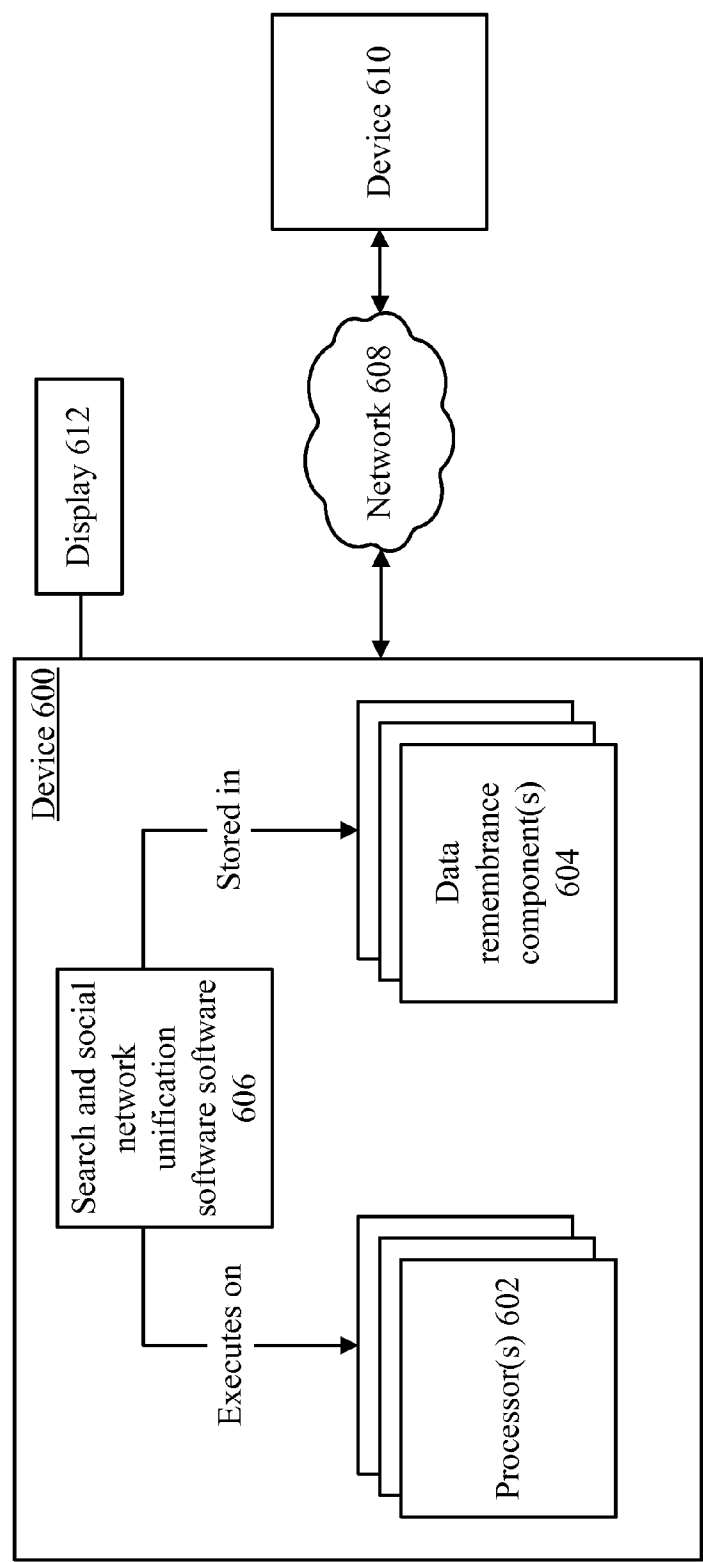 Device 600
Search and social
network
unification
software software
606
Executes on
Stored in
Processor(s) 602
Data
remembrance
component(s)
604
Display 612
Network 608
Device 610